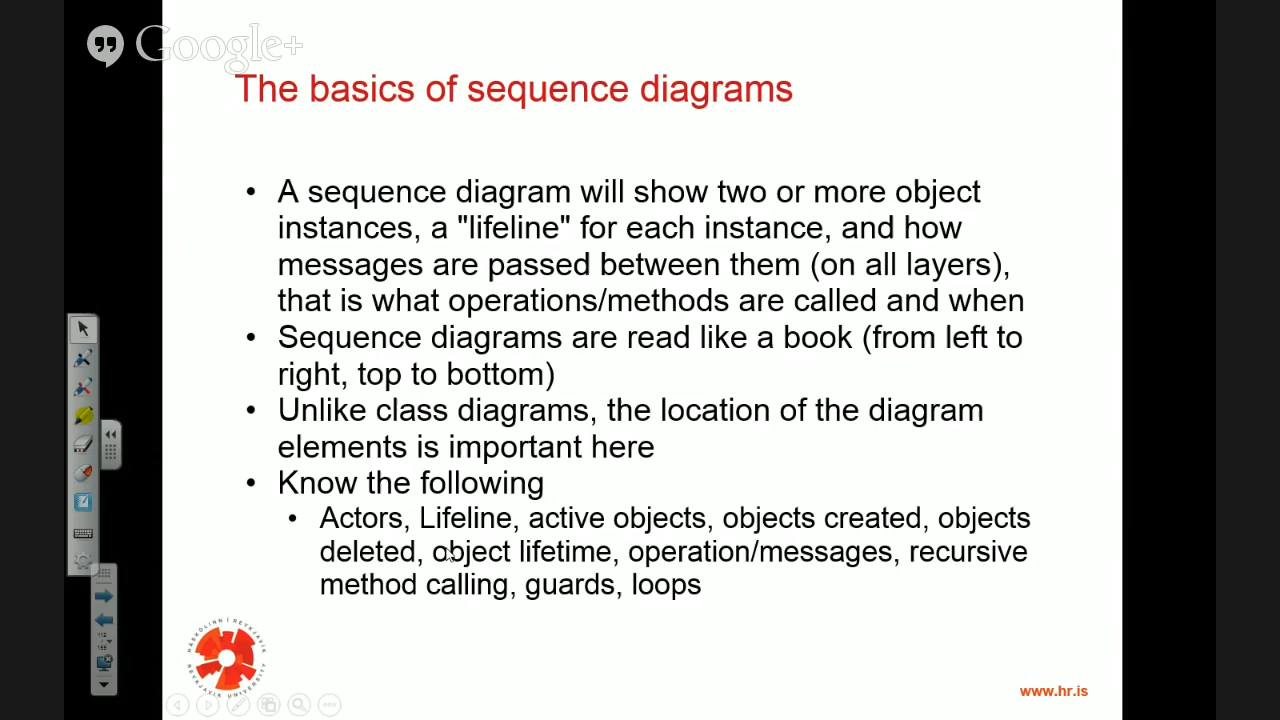 Google+
The basics of sequence diagrams
• A sequence diagram will show two or more object
instances, a "lifeline" for each instance, and how
messages are passed between them (on all layers),
that is what operations/methods are called and when
• Sequence diagrams are read like a book (from left to
right, top to bottom)
• Unlike class diagrams, the location of the diagram
elements is important here
• Know the following
• Actors, Lifeline, active objects, objects created, objects
deleted, object lifetime, operation/messages, recursive
method calling, guards, loops
HÁSKÓLINN Í REYKJAVÍK
REYKJAVIK UNIVERSITY
www.hr.is